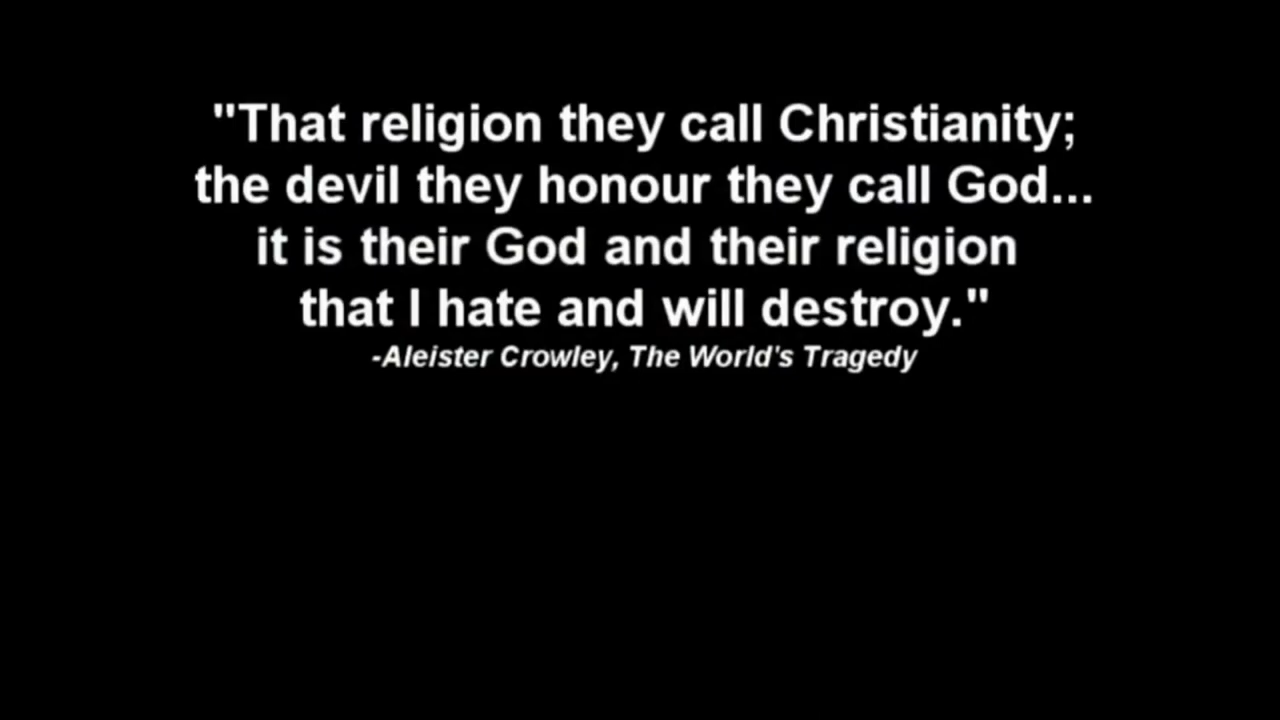 "That religion they call Christianity;
the devil they honour they call God...
it is their God and their religion
that I hate and will destroy."
-Aleister Crowley, The World's Tragedy